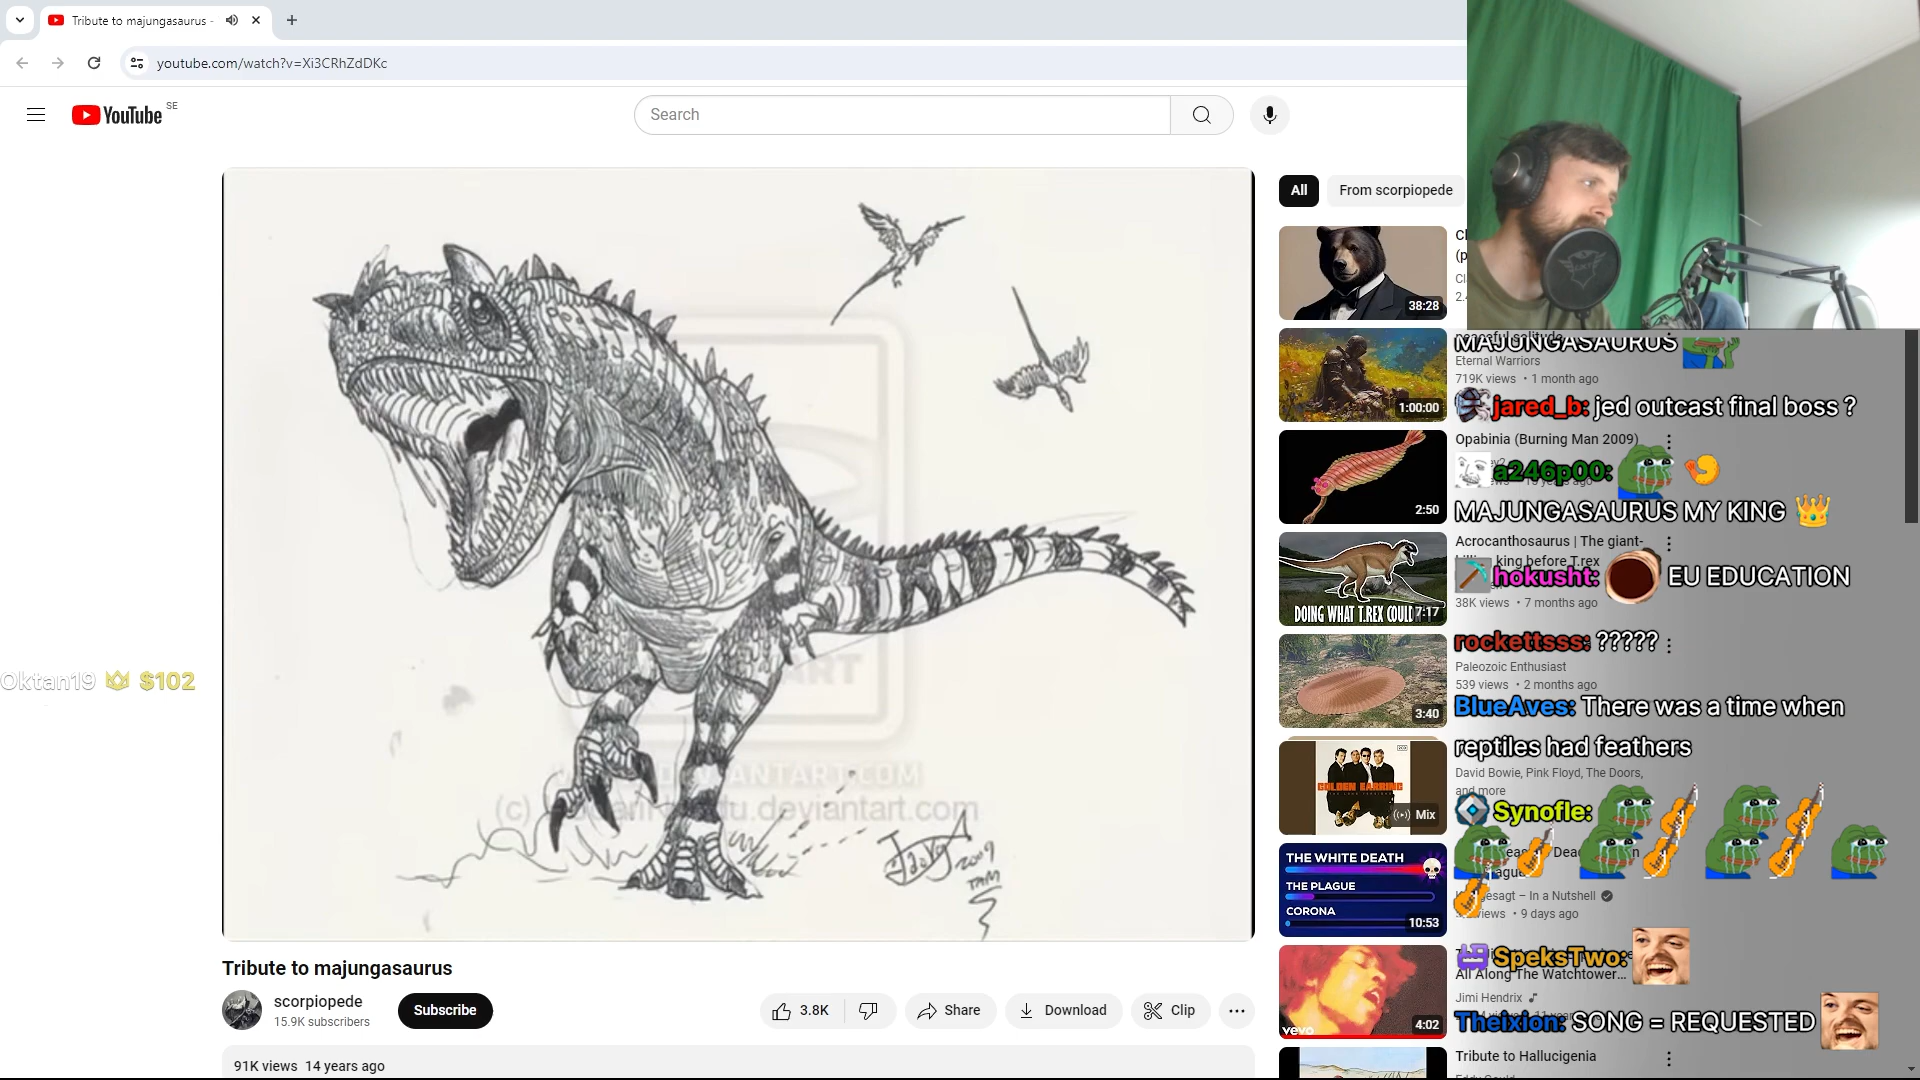 Tribute to majungasaurus -
youtube.com/watch?v=Xi3CRhZdDKc
YouTube SE
Search
All
From scorpiopede
38:28
MAJUNGASAURUS
Eternal Warriors
719K views • 1 month ago
1:00:00
jared_b: jed outcast final boss ?
Opabinia (Burning Man 2009)
2:50
a246p00:
MAJUNGASAURUS MY KING
Acrocanthosaurus | The giant-
king before T.rex
DOING WHAT T.REX COULD
7:17
hokusht: EU EDUCATION
38K views • 7 months ago
rockettsss: ?????
Paleozoic Enthusiast
539 views • 2 months ago
3:40
BlueAves: There was a time when
reptiles had feathers
Oktan19 $102
David Bowie, Pink Floyd, The Doors,
and more
GOLDEN EARRING
Mix
Synofle:
THE WHITE DEATH
THE PLAGUE
CORONA
10:53
– In a Nutshell
views • 9 days ago
SpeksTwo:
All Along The Watchtower...
Jimi Hendrix
vevo
4:02
Theixion: SONG = REQUESTED
Tribute to Hallucigenia
2009
Tribute to majungasaurus
scorpiopede
15.9K subscribers
Subscribe
3.8K
Share
Download
Clip
91K views 14 years ago